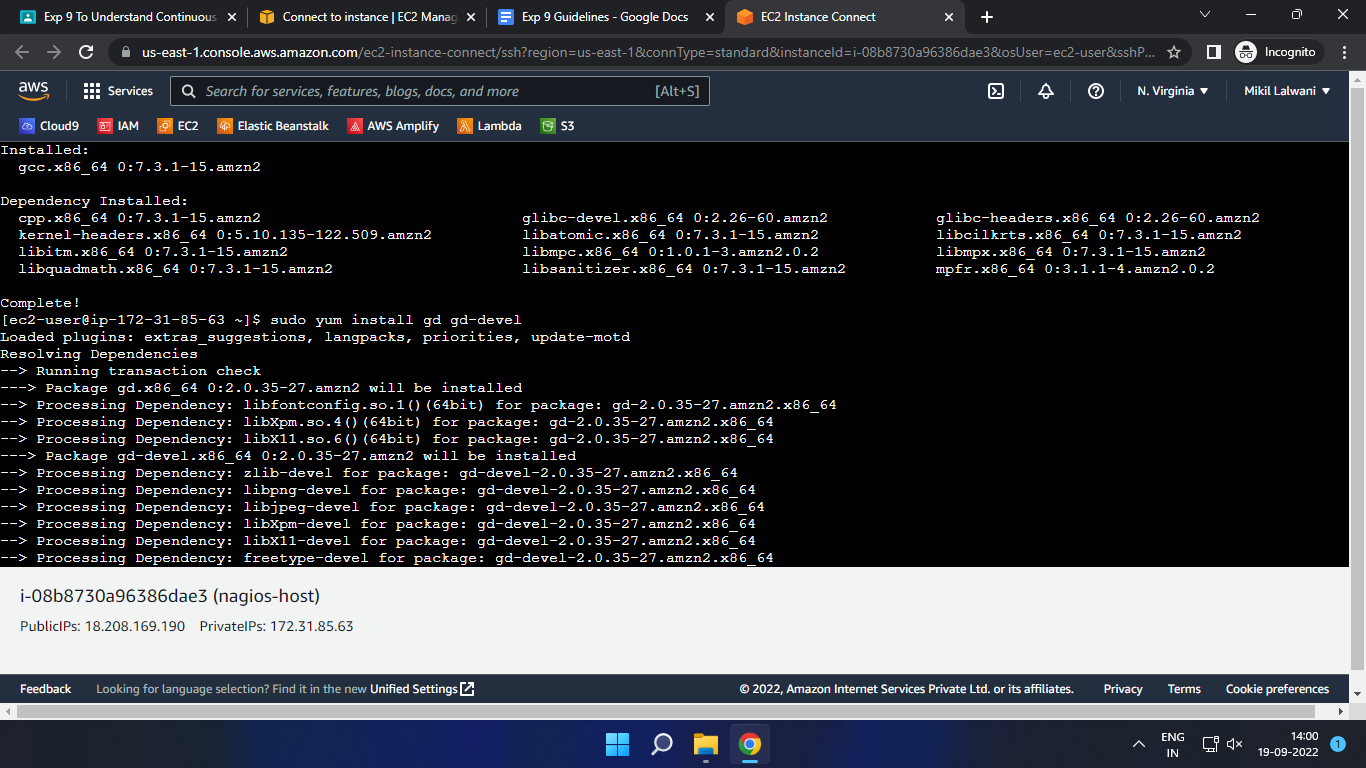 Exp 9 To Understand Continuous
Connect to instance | EC2 Manag
Exp 9 Guidelines - Google Docs
EC2 Instance Connect
us-east-1.console.aws.amazon.com/ec2-instance-connect/ssh?region=us-east-1&connType=standard&instanceId=i-08b8730a96386dae3&osUser=ec2-user&sshP...
Incognito
aws
Services
Search for services, features, blogs, docs, and more
[Alt+S]
N. Virginia
Mikil Lalwani
Cloud9 IAM EC2 Elastic Beanstalk AWS Amplify Lambda S3
Installed:
gcc.x86_64 0:7.3.1-15.amzn2
Dependency Installed:
cpp.x86_64 0:7.3.1-15.amzn2 glibc-devel.x86_64 0:2.26-60.amzn2 glibc-headers.x86_64 0:2.26-60.amzn2
kernel-headers.x86_64 0:5.10.135-122.509.amzn2 libatomic.x86_64 0:7.3.1-15.amzn2 libcilkrts.x86_64 0:7.3.1-15.amzn2
libitm.x86_64 0:7.3.1-15.amzn2 libmpc.x86_64 0:1.0.1-3.amzn2.0.2 libmpx.x86_64 0:7.3.1-15.amzn2
libquadmath.x86_64 0:7.3.1-15.amzn2 libsanitizer.x86_64 0:7.3.1-15.amzn2 mpfr.x86_64 0:3.1.1-4.amzn2.0.2
Complete!
[ec2-user@ip-172-31-85-63 ~]$ sudo yum install gd gd-devel
Loaded plugins: extras_suggestions, langpacks, priorities, update-motd
Resolving Dependencies
--> Running transaction check
---> Package gd.x86_64 0:2.0.35-27.amzn2 will be installed
--> Processing Dependency: libfontconfig.so.1()(64bit) for package: gd-2.0.35-27.amzn2.x86_64
--> Processing Dependency: libXpm.so.4()(64bit) for package: gd-2.0.35-27.amzn2.x86_64
--> Processing Dependency: libX11.so.6()(64bit) for package: gd-2.0.35-27.amzn2.x86_64
---> Package gd-devel.x86_64 0:2.0.35-27.amzn2 will be installed
--> Processing Dependency: zlib-devel for package: gd-devel-2.0.35-27.amzn2.x86_64
--> Processing Dependency: libpng-devel for package: gd-devel-2.0.35-27.amzn2.x86_64
--> Processing Dependency: libjpeg-devel for package: gd-devel-2.0.35-27.amzn2.x86_64
--> Processing Dependency: libXpm-devel for package: gd-devel-2.0.35-27.amzn2.x86_64
--> Processing Dependency: libX11-devel for package: gd-devel-2.0.35-27.amzn2.x86_64
--> Processing Dependency: freetype-devel for package: gd-devel-2.0.35-27.amzn2.x86_64
i-08b8730a96386dae3 (nagios-host)
PublicIPs: 18.208.169.190 PrivateIPs: 172.31.85.63
Feedback Looking for language selection? Find it in the new Unified Settings © 2022, Amazon Internet Services Private Ltd. or its affiliates. Privacy Terms Cookie preferences
ENG
IN
14:00
19-09-2022
1